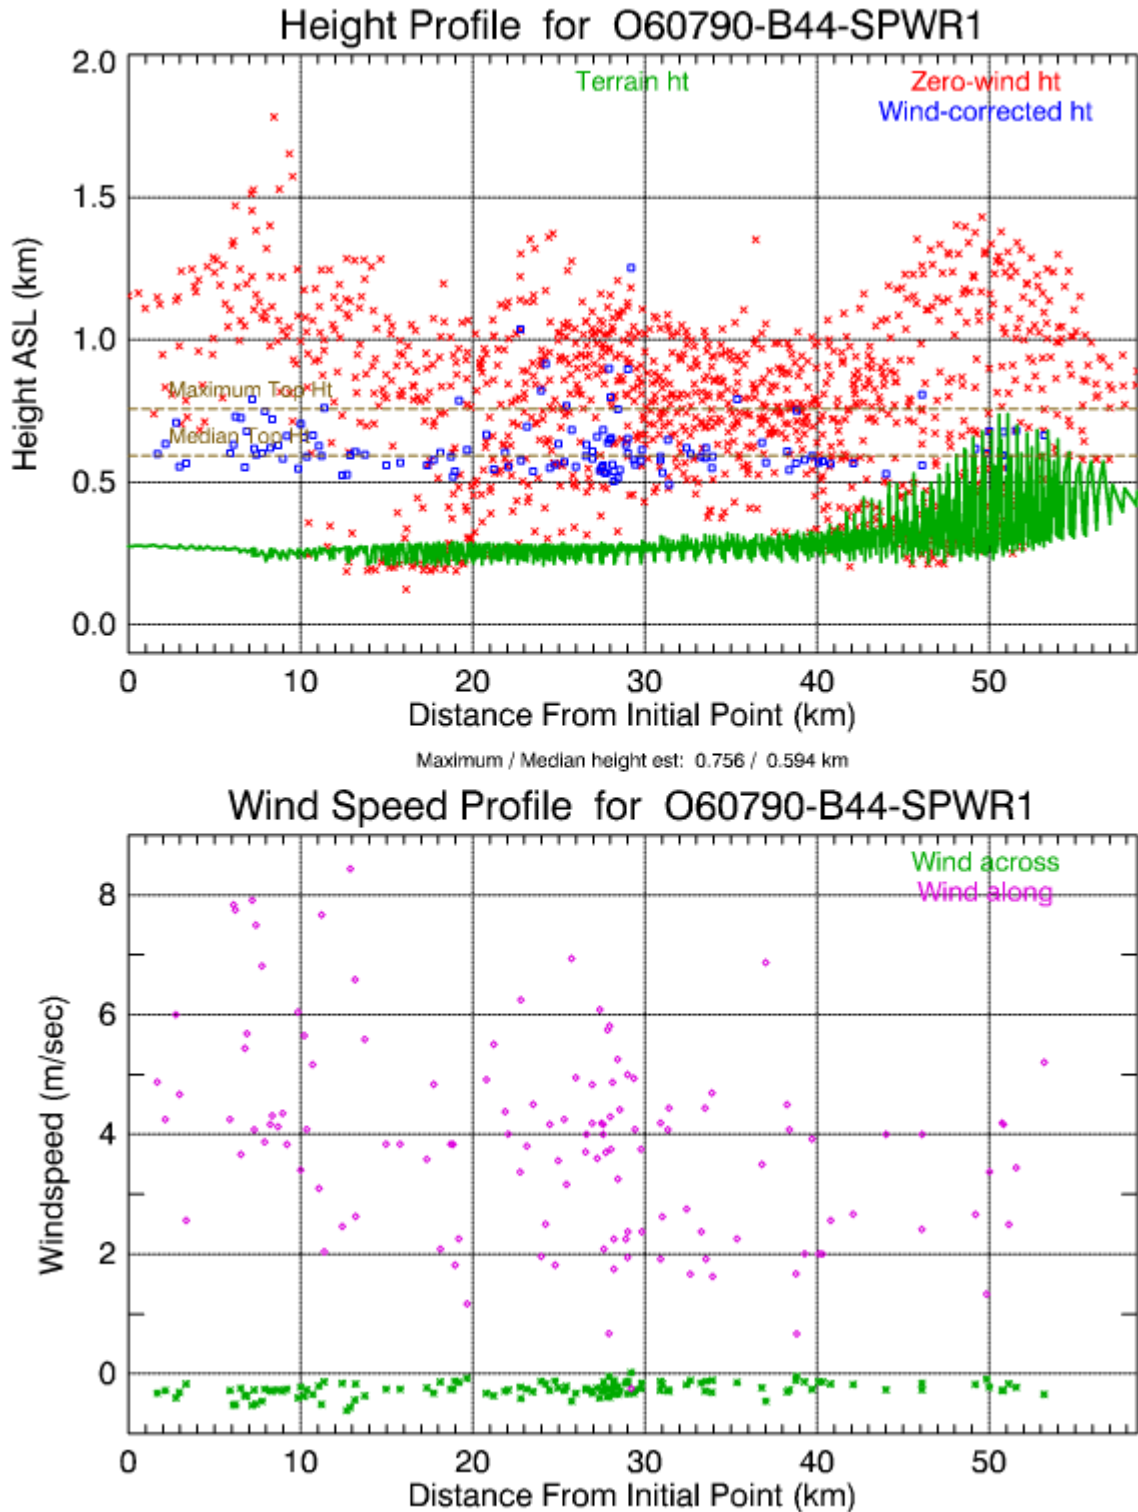 Height Profile for O60790-B44-SPWR1
2.0
1.5
1.0
0.5
0.0
Height ASL (km)
Terrain ht
Zero-wind ht
Wind-corrected ht
Maximum Top Ht
Median Top Ht
0 10 20 30 40 50
Distance From Initial Point (km)
Maximum / Median height est: 0.756 / 0.594 km
Wind Speed Profile for O60790-B44-SPWR1
8
6
4
2
0
Windspeed (m/sec)
Wind across
Wind along
0 10 20 30 40 50
Distance From Initial Point (km)